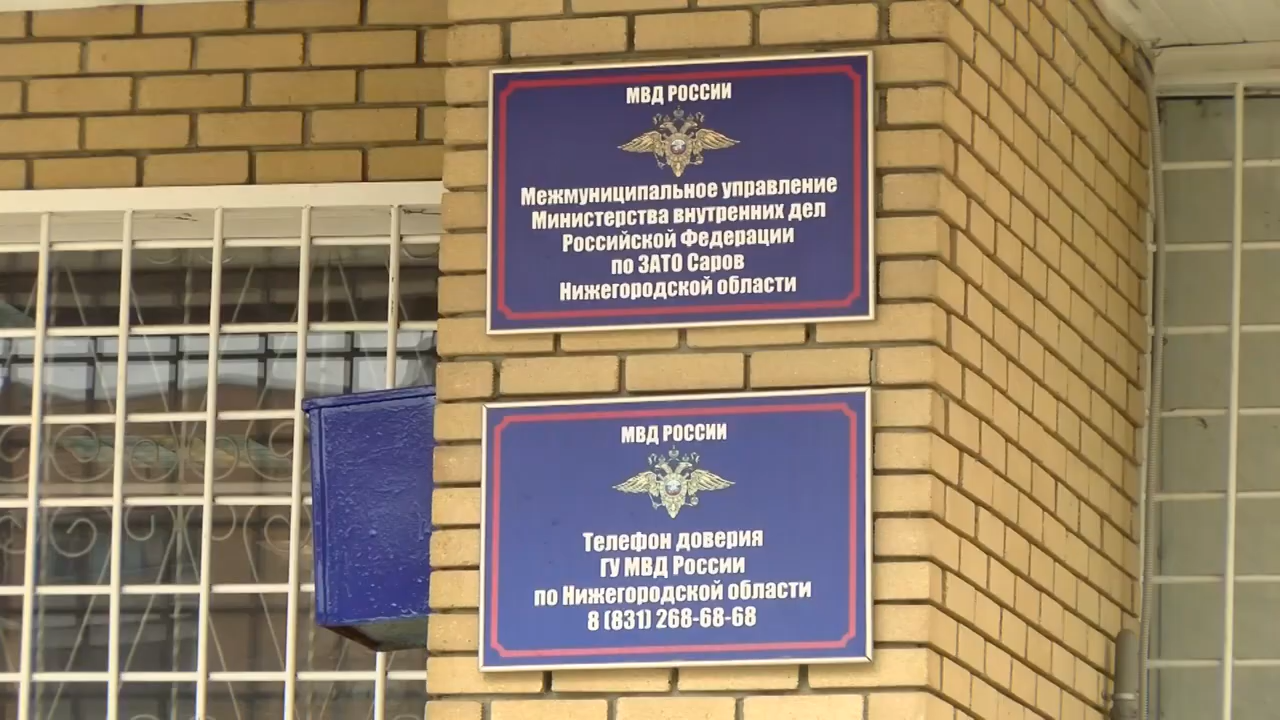 МВД РОССИИ
Межмуниципальное управление
Министерства внутренних дел
Российской Федерации
по ЗАТО Саров
Нижегородской области
МВД РОССИИ
Телефон доверия
ГУ МВД России
по Нижегородской области
8 (831) 268-68-68